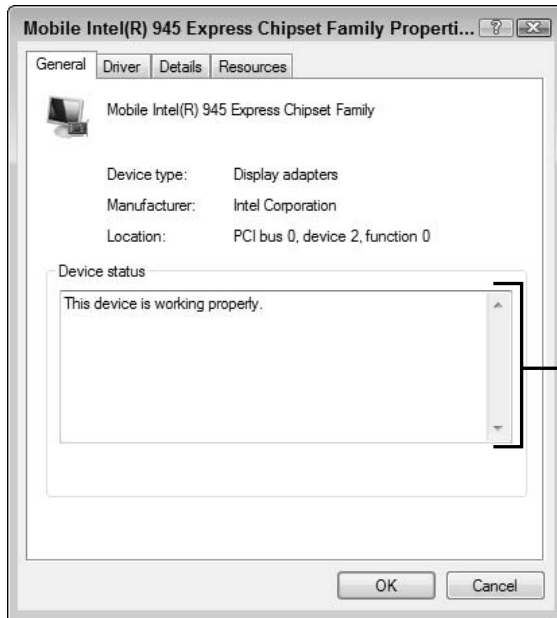 Mobile Intel(R) 945 Express Chipset Family Properti...
General Driver Details Resources
Mobile Intel(R) 945 Express Chipset Family
Device type: Display adapters
Manufacturer: Intel Corporation
Location: PCI bus 0, device 2, function 0
Device status
This device is working properly.
OK Cancel